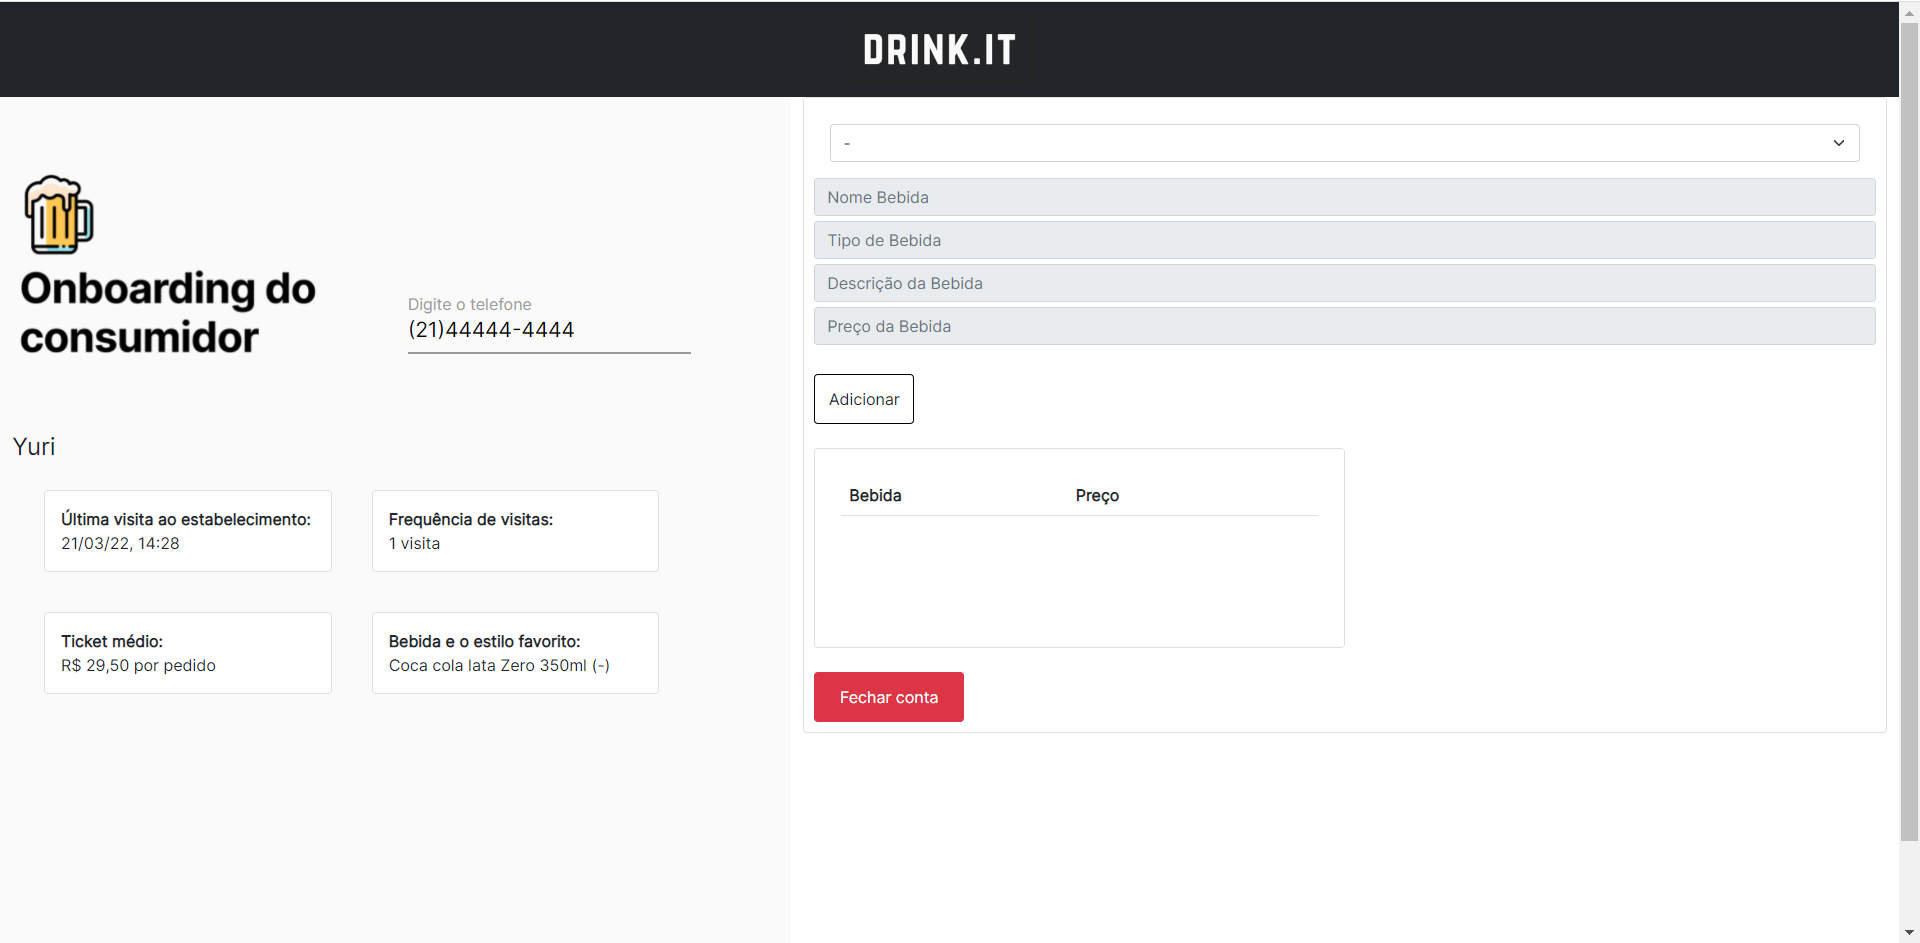 DRINK.IT
Onboarding do
consumidor
Digite o telefone
(21)44444-4444
Yuri
Última visita ao estabelecimento:
21/03/22, 14:28
Frequência de visitas:
1 visita
Ticket médio:
R$ 29,50 por pedido
Bebida e o estilo favorito:
Coca cola lata Zero 350ml (-)
-
Nome Bebida
Tipo de Bebida
Descrição da Bebida
Preço da Bebida
Adicionar
Bebida Preço
Fechar conta